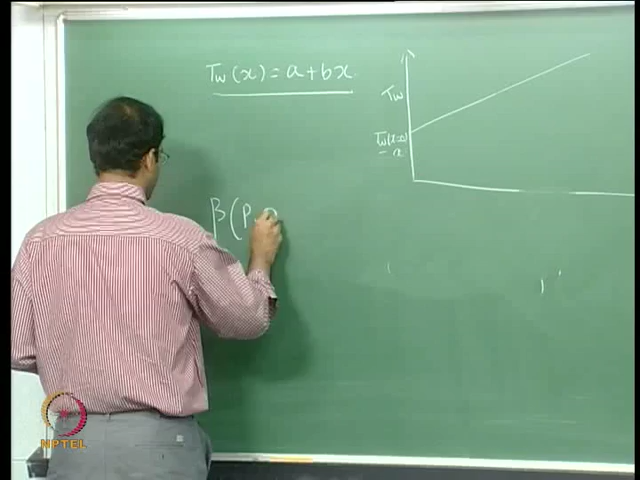 Tw(x) = a + bx
Tw
Tw(x=0)
= a
β(P
NPTEL